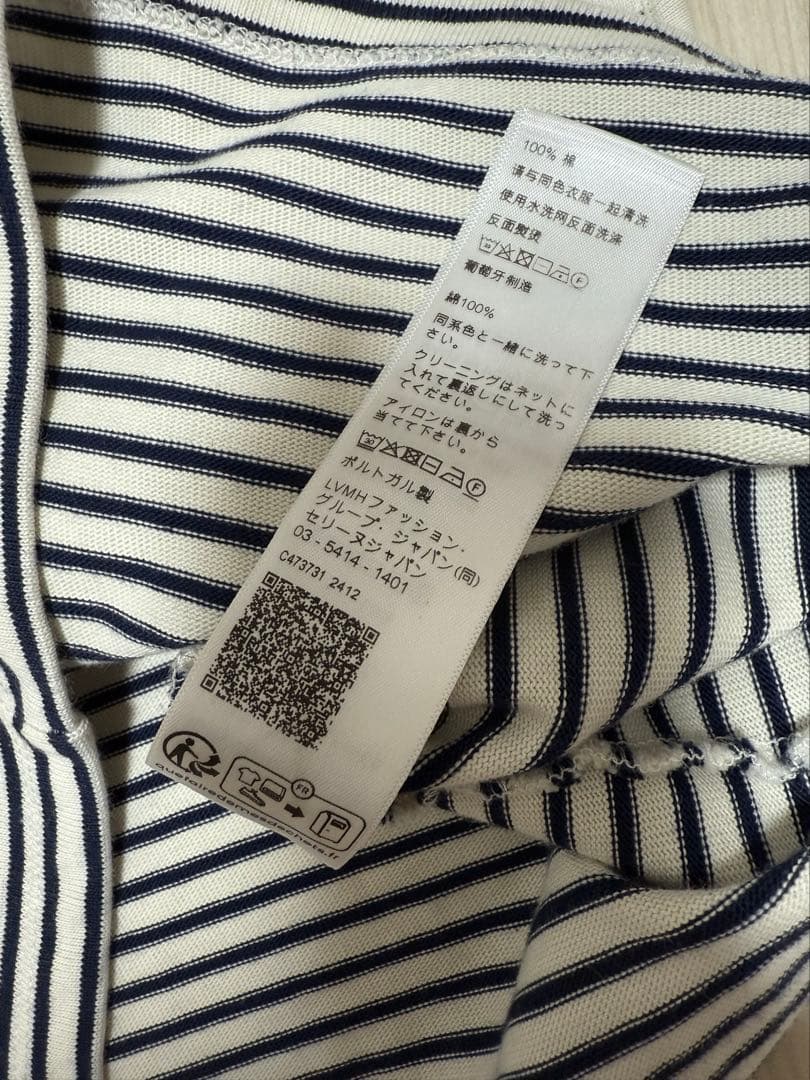 100% 棉
请与同色衣服一起清洗
使用水洗网反面洗涤
反面熨烫
30 F
葡萄牙制造
綿100%
同系色と一緒に洗って下
さい。
クリーニングはネットに
入れて裏返しにして洗っ
てください。
アイロンは裏から
当てて下さい。
30 F
ポルトガル製
LVMHファッション・
グループ・ジャパン(同)
セリーヌジャパン
03-5414-1401
C473731 2412
FR
quefairedemesdechets.fr